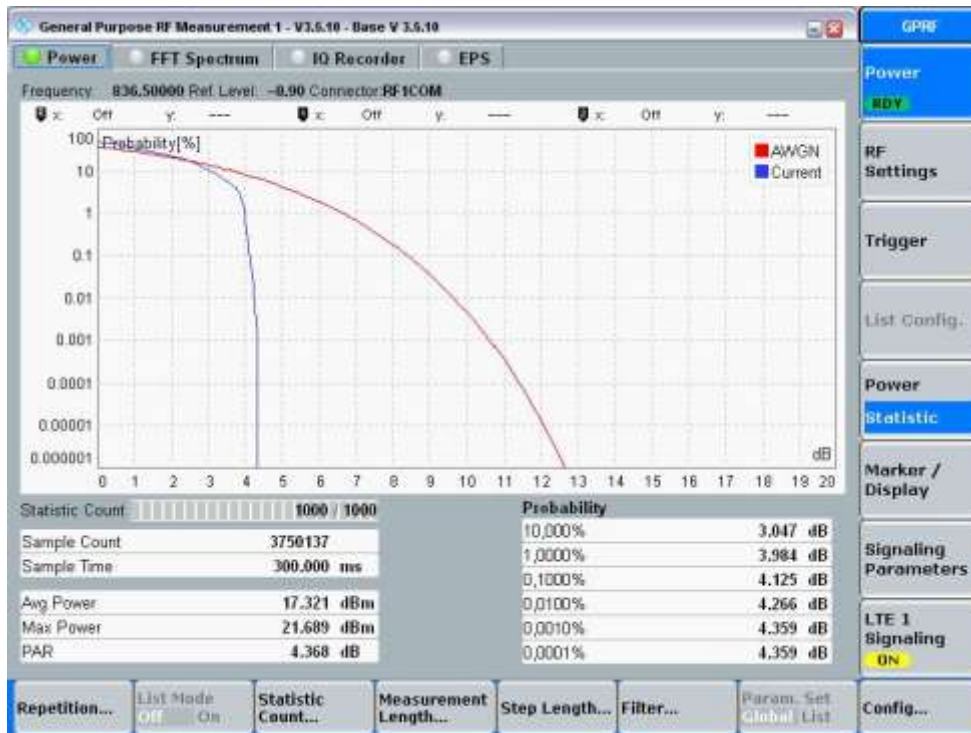 General Purpose RF Measurement 1 - V3.5.10 - Base V 3.5.10
GPRF
Power FFT Spectrum IQ Recorder EPS
Frequency: 836.50000 Ref. Level: -0.90 Connector:RF1COM
x: Off y: --- x: Off y: --- x: Off y: ---
Probability[%]
AWGN
Current
100
10
1
0.1
0.01
0.001
0.0001
0.00001
0.000001
dB
0 1 2 3 4 5 6 7 8 9 10 11 12 13 14 15 16 17 18 19 20
Statistic Count 1000 / 1000
Sample Count 3750137
Sample Time 300.000 ms
Avg Power 17.321 dBm
Max Power 21.689 dBm
PAR 4.368 dB
Probability
10,000% 3.047 dB
1,0000% 3.984 dB
0,1000% 4.125 dB
0,0100% 4.266 dB
0,0010% 4.359 dB
0,0001% 4.359 dB
Power
RDY
RF
Settings
Trigger
List Config.
Power
Statistic
Marker /
Display
Signaling
Parameters
LTE 1
Signaling
ON
Repetition...
List Mode
Off On
Statistic
Count...
Measurement
Length...
Step Length...
Filter...
Param. Set
Global List
Config...